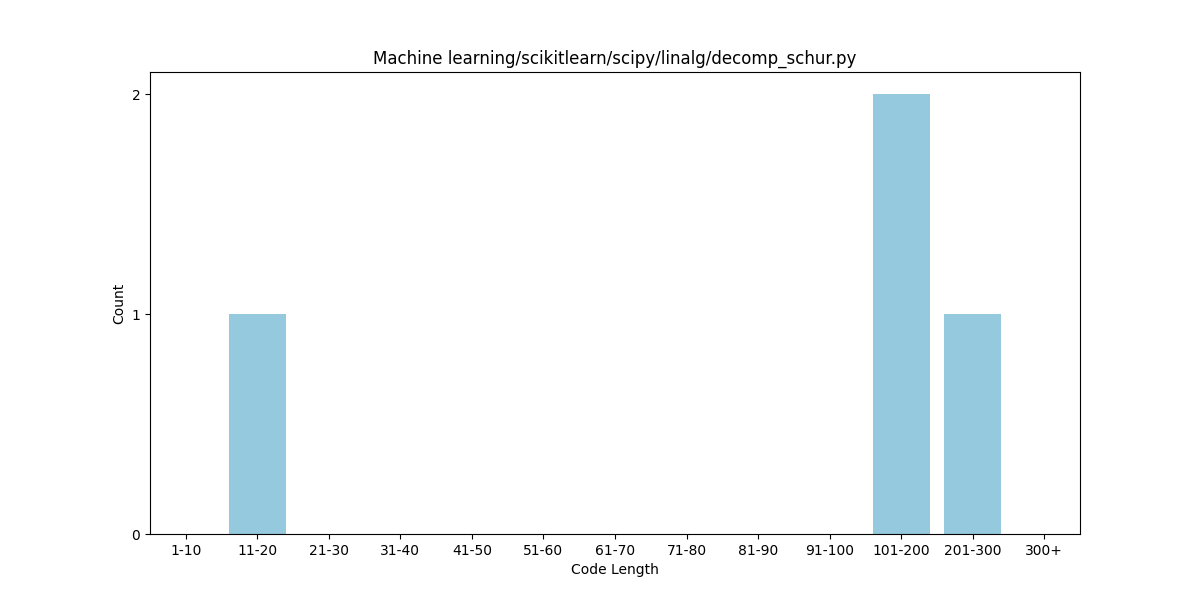 Machine learning/scikitlearn/scipy/linalg/decomp_schur.py
2
1
0
Count
1-10 11-20 21-30 31-40 41-50 51-60 61-70 71-80 81-90 91-100 101-200 201-300 300+
Code Length